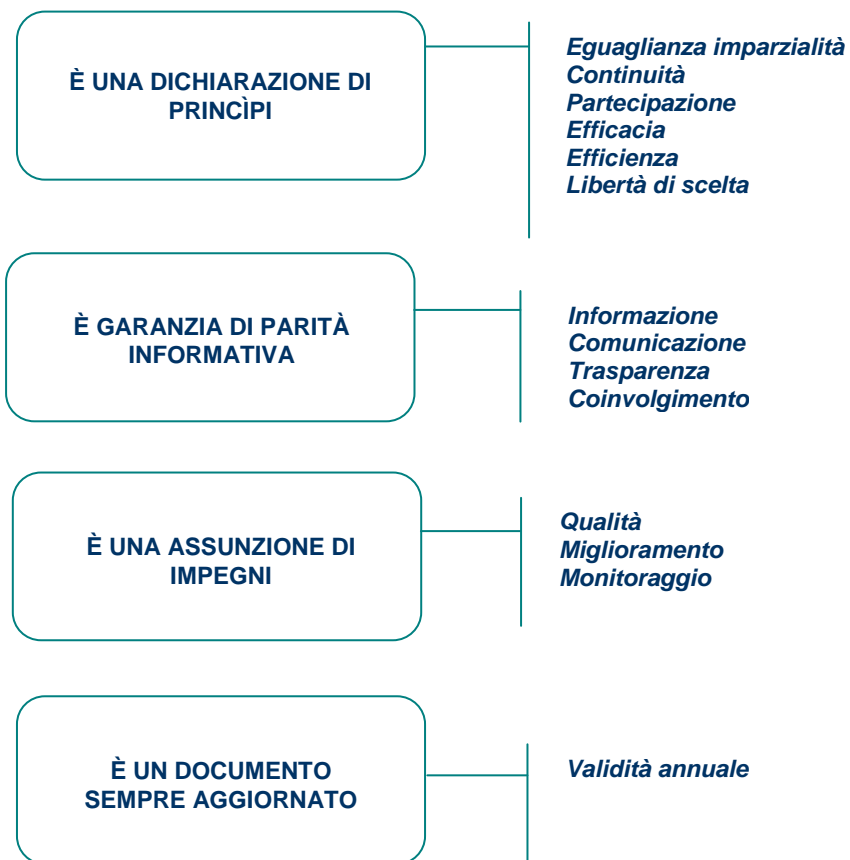 È UNA DICHIARAZIONE DI
PRINCÌPI
Eguaglianza imparzialità
Continuità
Partecipazione
Efficacia
Efficienza
Libertà di scelta
È GARANZIA DI PARITÀ
INFORMATIVA
Informazione
Comunicazione
Trasparenza
Coinvolgimento
È UNA ASSUNZIONE DI
IMPEGNI
Qualità
Miglioramento
Monitoraggio
È UN DOCUMENTO
SEMPRE AGGIORNATO
Validità annuale